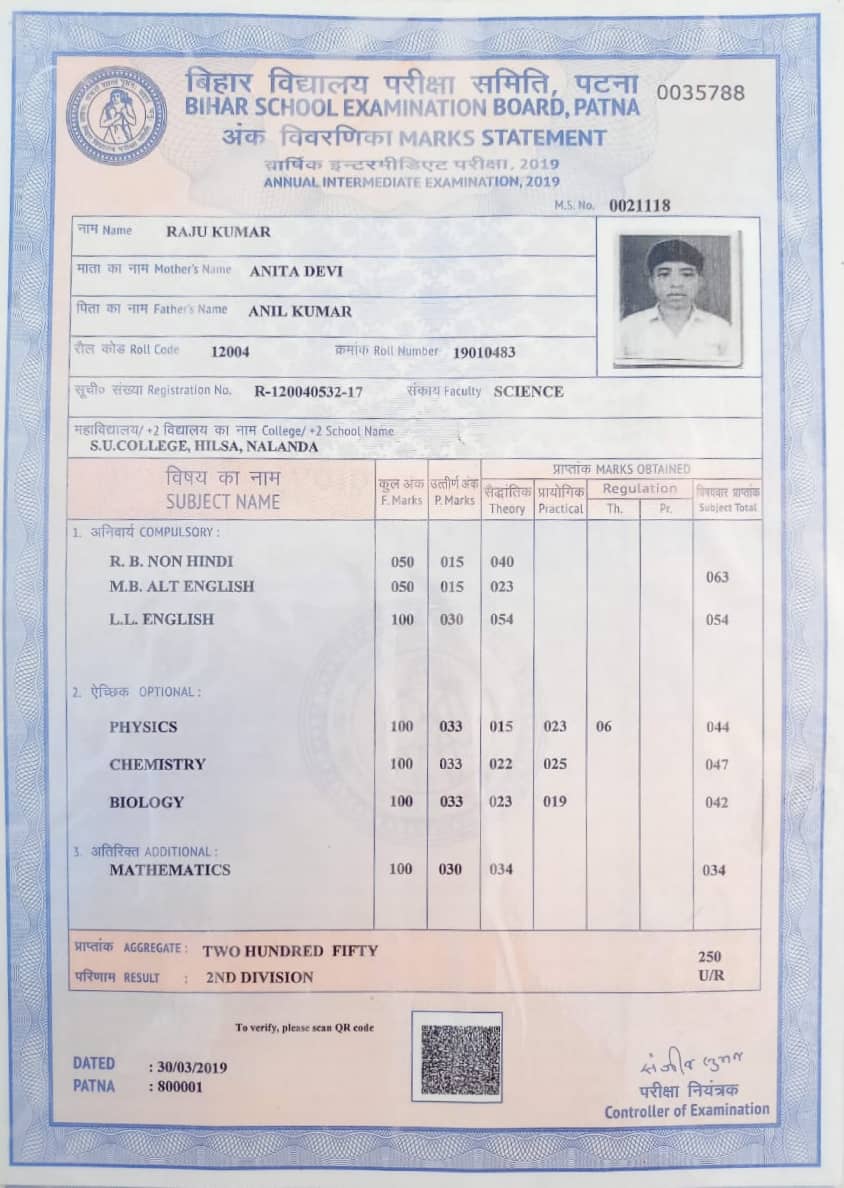 बिहार विद्यालय परीक्षा समिति, पटना
0035788
BIHAR SCHOOL EXAMINATION BOARD, PATNA
अंक विवरणिका MARKS STATEMENT
वार्षिक इन्टरमीडिएट परीक्षा, 2019
ANNUAL INTERMEDIATE EXAMINATION, 2019
M.S. No. 0021118
नाम Name RAJU KUMAR
माता का नाम Mother's Name ANITA DEVI
पिता का नाम Father's Name ANIL KUMAR
रौल कोड Roll Code 12004 क्रमांक Roll Number 19010483
सूची० संख्या Registration No. R-120040532-17 संकाय Faculty SCIENCE
महाविद्यालय/ +2 विद्यालय का नाम College/ +2 School Name
S.U.COLLEGE, HILSA, NALANDA
विषय का नाम SUBJECT NAME
कुल अंक F.Marks
उत्तीर्ण अंक P.Marks
प्राप्तांक MARKS OBTAINED
सैद्धांतिक Theory
प्रायोगिक Practical
Regulation
Th. Pr.
विषयवार प्राप्तांक Subject Total
1. अनिवार्य COMPULSORY :
R. B. NON HINDI 050 015 040
M.B. ALT ENGLISH 050 015 023
063
L.L. ENGLISH 100 030 054 054
2. ऐच्छिक OPTIONAL :
PHYSICS 100 033 015 023 06 044
CHEMISTRY 100 033 022 025 047
BIOLOGY 100 033 023 019 042
3. अतिरिक्त ADDITIONAL :
MATHEMATICS 100 030 034 034
प्राप्तांक AGGREGATE : TWO HUNDRED FIFTY 250
परिणाम RESULT : 2ND DIVISION U/R
To verify, please scan QR code
DATED : 30/03/2019
PATNA : 800001
परीक्षा नियंत्रक
Controller of Examination